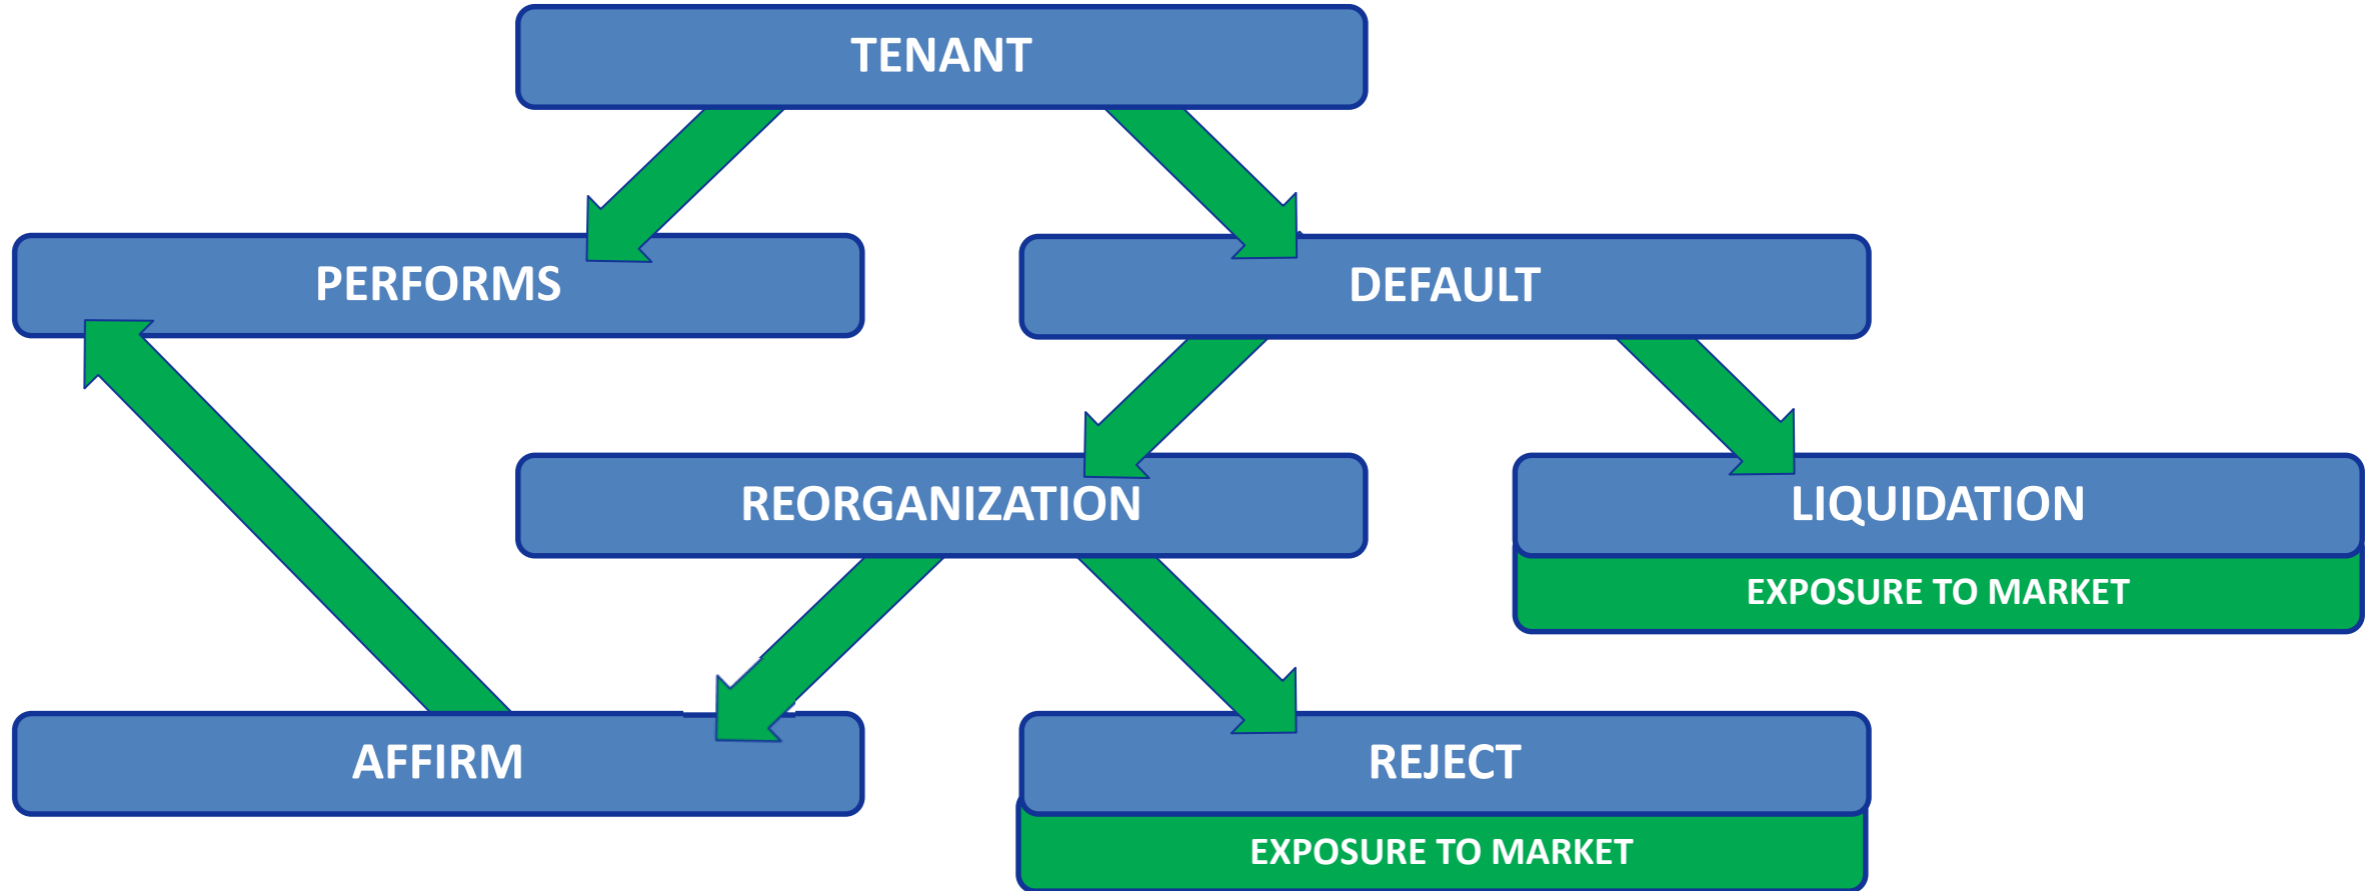 TENANT
PERFORMS
DEFAULT
REORGANIZATION
LIQUIDATION
EXPOSURE TO MARKET
AFFIRM
REJECT
EXPOSURE TO MARKET